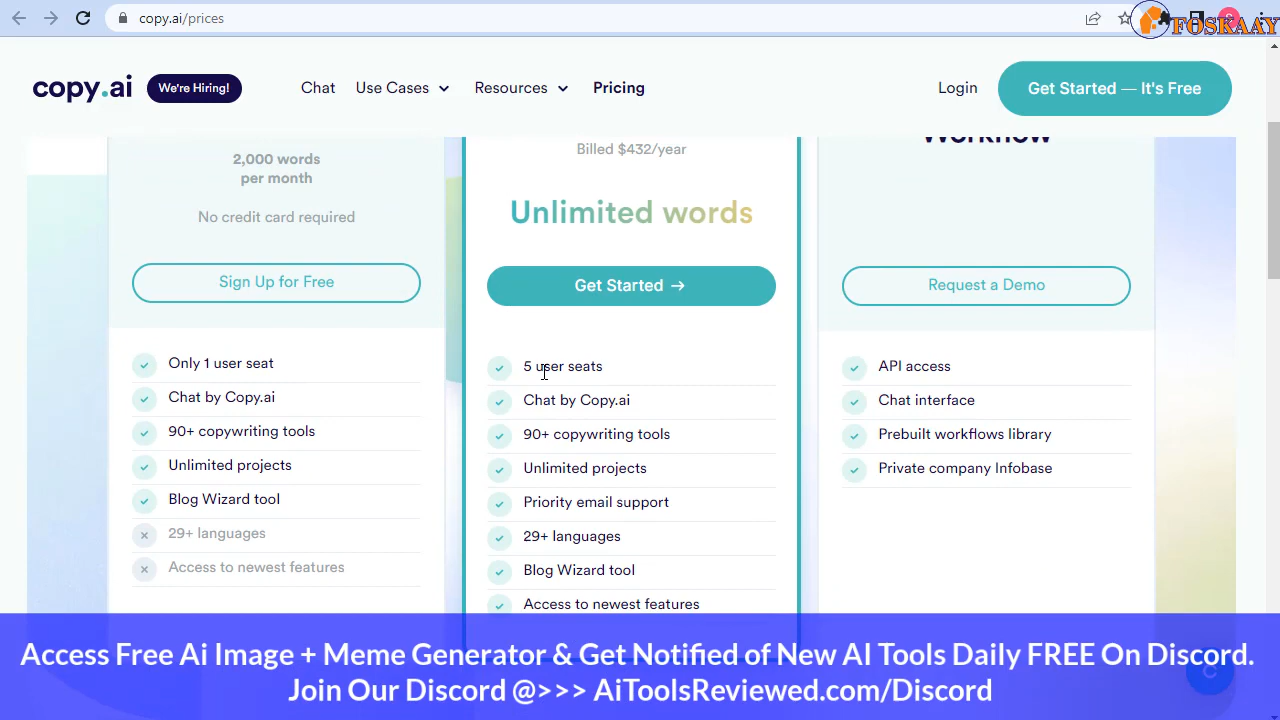 copy.ai/prices
FOSKAAY
copy.ai
We're Hiring!
Chat
Use Cases
Resources
Pricing
Login
Get Started — It's Free
2,000 words
per month
No credit card required
Sign Up for Free
Only 1 user seat
Chat by Copy.ai
90+ copywriting tools
Unlimited projects
Blog Wizard tool
29+ languages
Access to newest features
Billed $432/year
Unlimited words
Get Started →
5 user seats
Chat by Copy.ai
90+ copywriting tools
Unlimited projects
Priority email support
29+ languages
Blog Wizard tool
Access to newest features
Workflow
Request a Demo
API access
Chat interface
Prebuilt workflows library
Private company Infobase
Access Free Ai Image + Meme Generator & Get Notified of New AI Tools Daily FREE On Discord.
Join Our Discord @>>> AiToolsReviewed.com/Discord